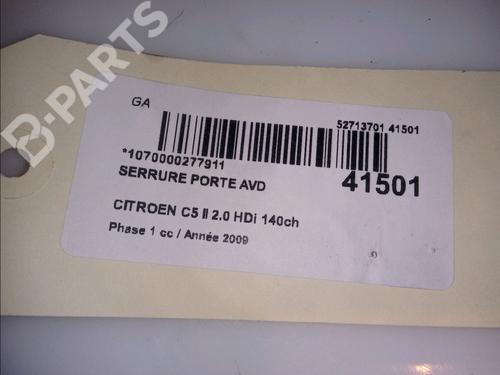 B-PARTS
GA
52713701 41501
*1070000277911
SERRURE PORTE AVD
41501
CITROEN C5 II 2.0 HDi 140ch
Phase 1 cc / Année 2009